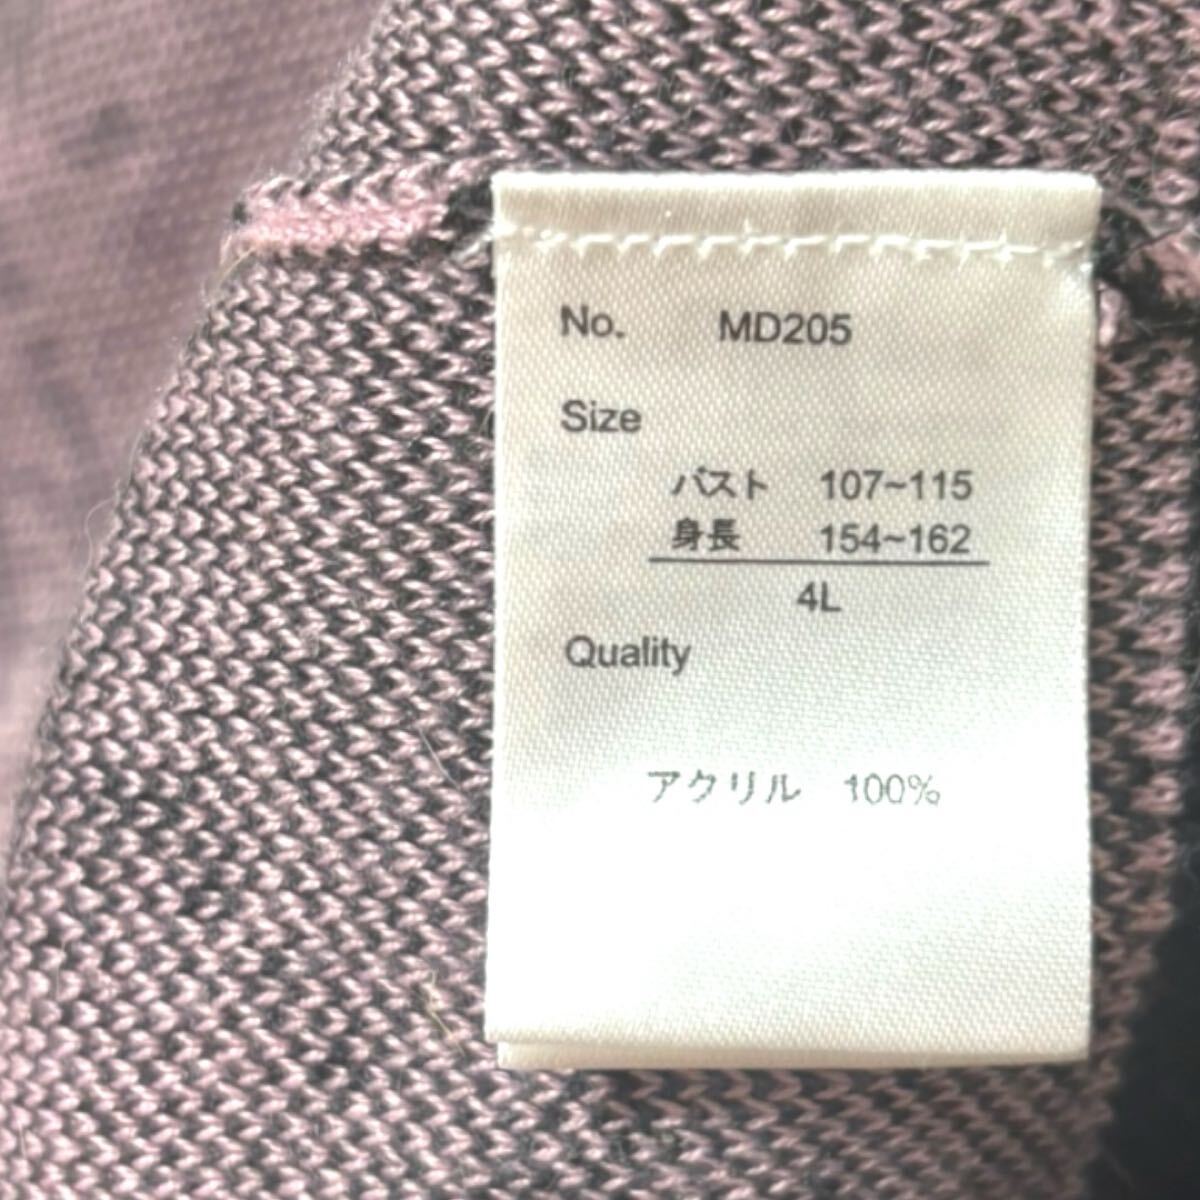 No. MD205
Size
バスト 107~115
身長 154~162
4L
Quality
アクリル 100%